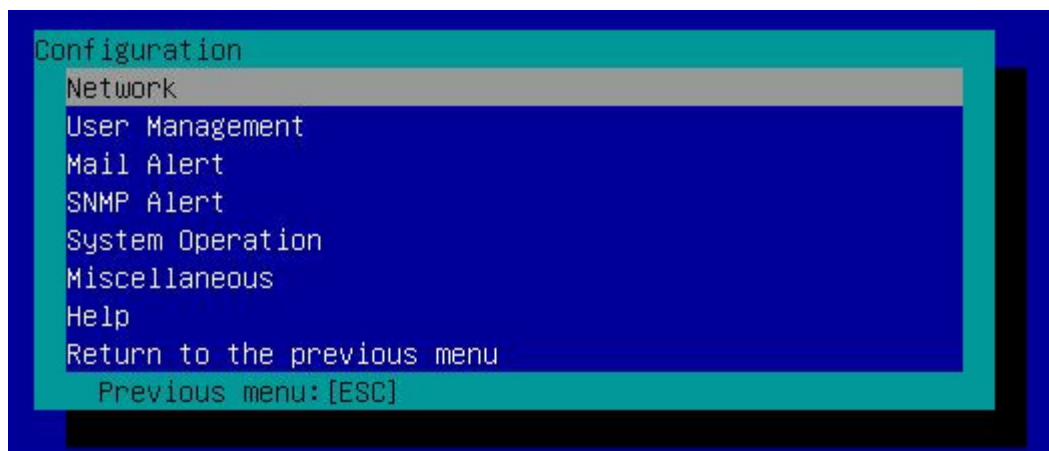 Configuration
Network
User Management
Mail Alert
SNMP Alert
System Operation
Miscellaneous
Help
Return to the previous menu
Previous menu:[ESC]